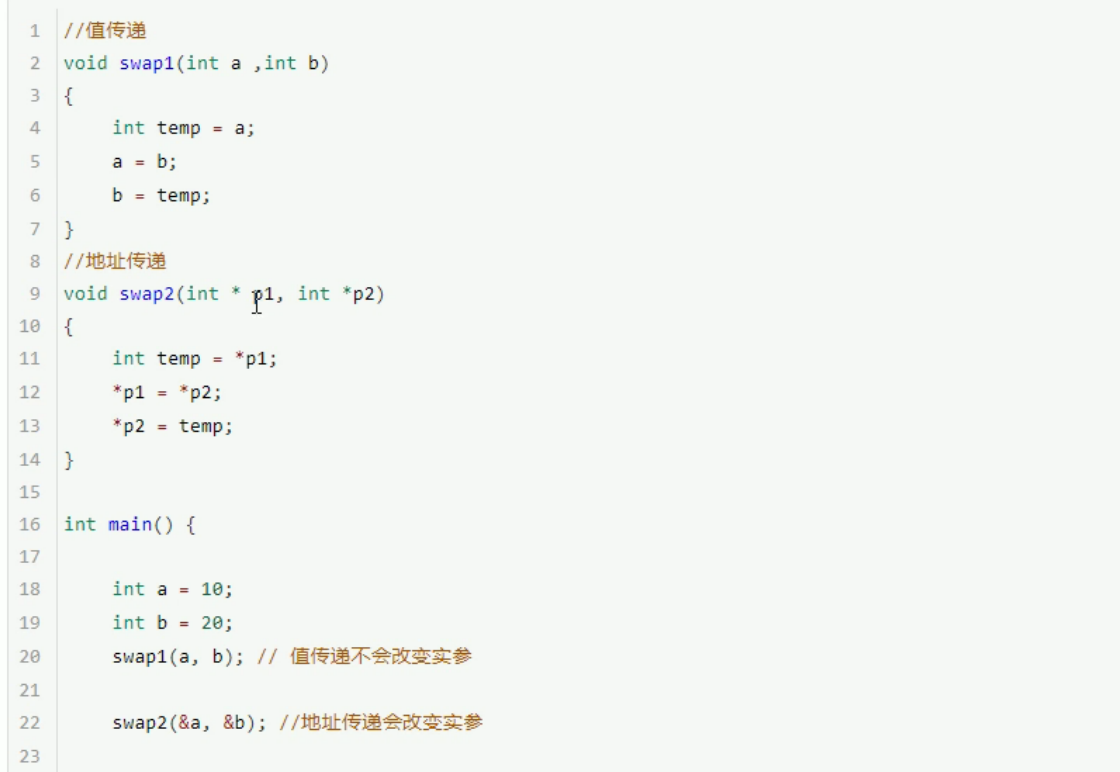 1 //值传递
2 void swap1(int a ,int b)
3 {
4     int temp = a;
5     a = b;
6     b = temp;
7 }
8 //地址传递
9 void swap2(int * p1, int *p2)
10 {
11     int temp = *p1;
12     *p1 = *p2;
13     *p2 = temp;
14 }
15
16 int main() {
17
18     int a = 10;
19     int b = 20;
20     swap1(a, b); // 值传递不会改变实参
21
22     swap2(&a, &b); //地址传递会改变实参
23